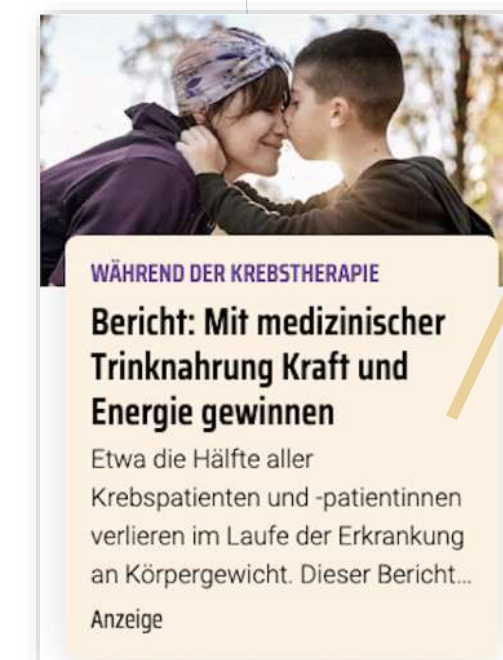 WÄHREND DER KREBSTHERAPIE
Bericht: Mit medizinischer
Trinknahrung Kraft und
Energie gewinnen
Etwa die Hälfte aller
Krebspatienten und -patientinnen
verlieren im Laufe der Erkrankung
an Körpergewicht. Dieser Bericht...
Anzeige